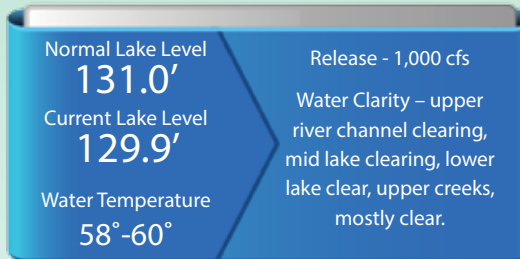 Normal Lake Level
131.0’
Current Lake Level
129.9’
Water Temperature
58˚-60˚
Release - 1,000 cfs
Water Clarity – upper
river channel clearing,
mid lake clearing, lower
lake clear, upper creeks,
mostly clear.